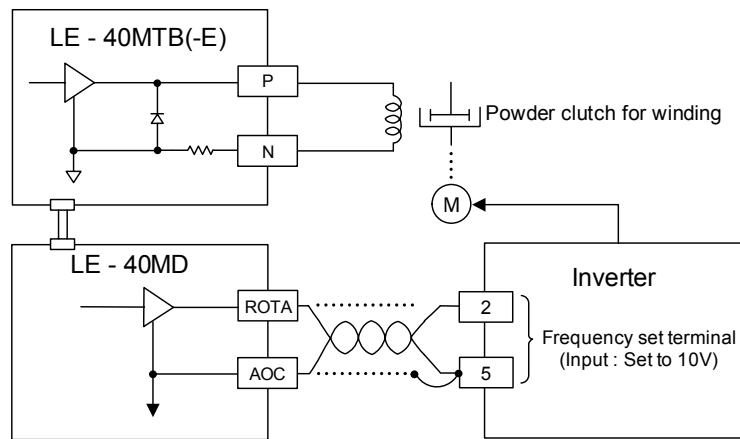 LE - 40MTB(-E)
P
N
Powder clutch for winding
M
LE - 40MD
ROTA
AOC
Inverter
2
5
Frequency set terminal
(Input : Set to 10V)